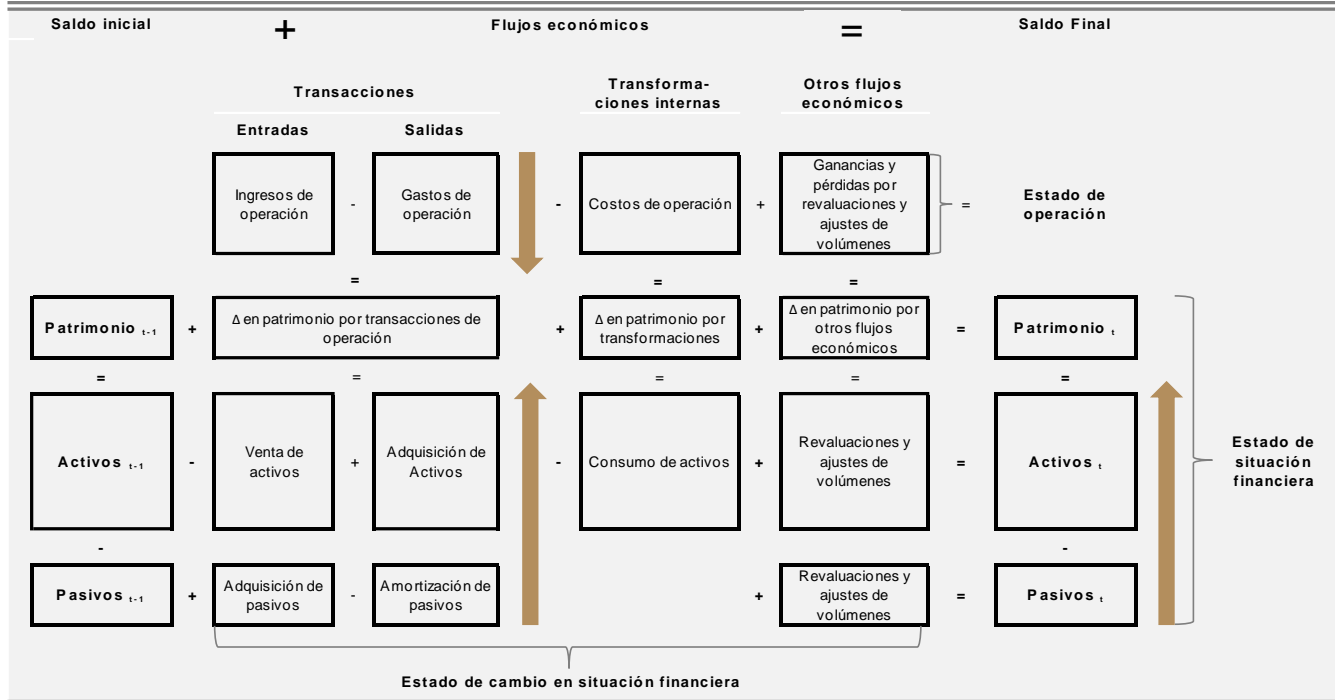 Saldo inicial + Flujos económicos = Saldo Final
Transacciones
Transforma-
ciones internas
Otros flujos
económicos
Entradas Salidas
Ingresos de
operación
-
Gastos de
operación
-
Costos de operación
+
Ganancias y
pérdidas por
revaluaciones y
ajustes de
volúmenes
=
Estado de
operación
= = =
Patrimonio t-1
+
Δ en patrimonio por transacciones de
operación
+
Δ en patrimonio por
transformaciones
+
Δ en patrimonio por
otros flujos
económicos
=
Patrimonio t
= = = = =
Activos t-1
-
Venta de
activos
+
Adquisición de
Activos
-
Consumo de activos
+
Revaluaciones y
ajustes de
volúmenes
=
Activos t
Estado de
situación
financiera
- -
Pasivos t-1
+
Adquisición de
pasivos
-
Amortización de
pasivos
+
Revaluaciones y
ajustes de
volúmenes
=
Pasivos t
Estado de cambio en situación financiera